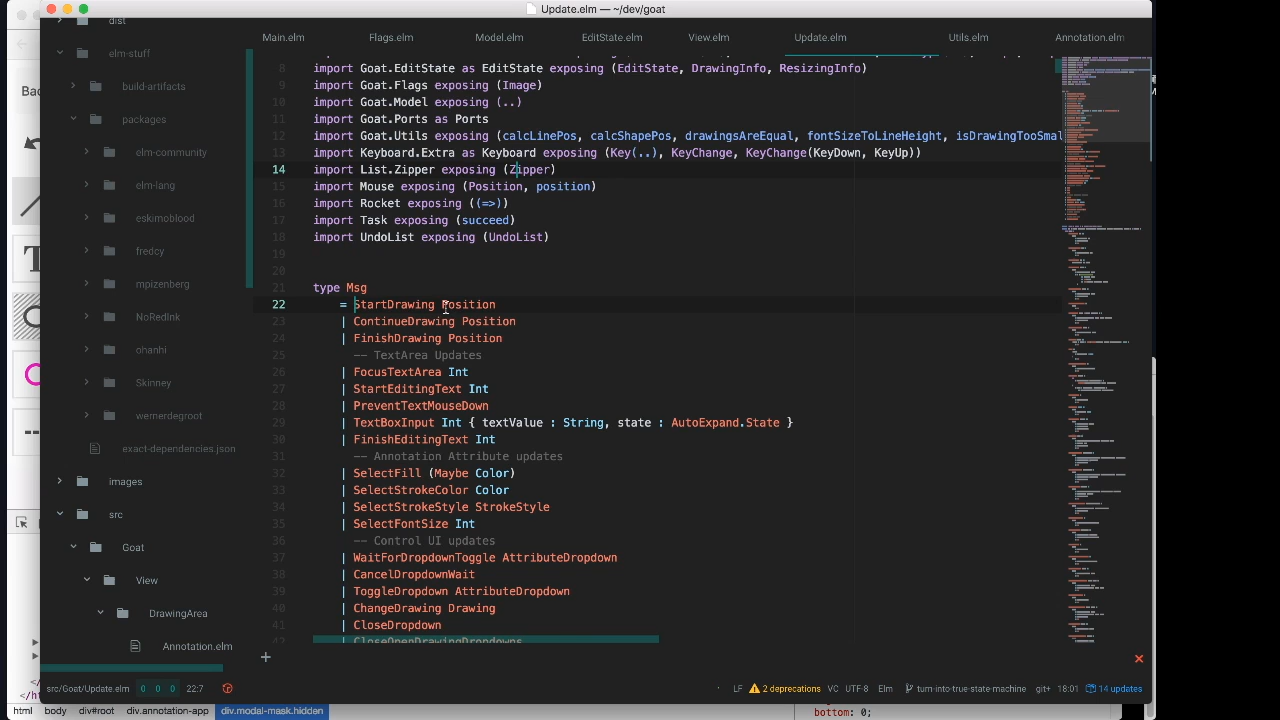 Update.elm — ~/dev/goat
Main.elm Flags.elm Model.elm EditState.elm View.elm Update.elm Utils.elm Annotation.elm
dist
elm-stuff
build-artifacts
packages
elm-community
elm-lang
eskimoblood
fredcy
mpizenberg
NoRedInk
ohanhi
Skinney
wernerdegroot
exact-dependencies.json
images
src
Goat
View
DrawingArea
Annotation.elm
8 import Goat.EditState as EditState exposing (EditState, DrawingInfo, ResizingInfo)
9 import Goat.Flags exposing (Image)
10 import Goat.Model exposing (..)
11 import Goat.Ports as Ports
12 import Goat.Utils exposing (calcLinePos, calcShapePos, drawingsAreEqual, fontSizeToLineHeight, isDrawingTooSmal
13 import Keyboard.Extra as Keyboard exposing (KeyChange, KeyDown, KeyUp))
14 import List.Zipper exposing (
15 import Mouse exposing (Position, position)
16 import Rocket exposing ((=>))
17 import Task exposing (succeed)
18 import UndoList exposing (UndoList)
19
20
21 type Msg
22 = StartDrawing Position
23 | ContinueDrawing Position
24 | FinishDrawing Position
25 -- TextArea Updates
26 | FocusTextArea Int
27 | StartEditingText Int
28 | PreventTextMouseDown
29 | TextBoxInput Int { textValue : String, state : AutoExpand.State }
30 | FinishEditingText Int
31 -- Annotation Attribute updates
32 | SelectFill (Maybe Color)
33 | SelectStrokeColor Color
34 | SelectStrokeStyle StrokeStyle
35 | SelectFontSize Int
36 -- Control UI updates
37 | WaitForDropdownToggle AttributeDropdown
38 | CancelDropdownWait
39 | ToggleDropdown AttributeDropdown
40 | ChangeDrawing Drawing
41 | CloseDropdown
42 | CloseOpenDrawingDropdowns
src/Goat/Update.elm 0 0 0 22:7 LF 2 deprecations VC UTF-8 Elm turn-into-true-state-machine git+ 18:01 14 updates
html body div#root div.annotation-app div.modal-mask.hidden
bottom: 0;